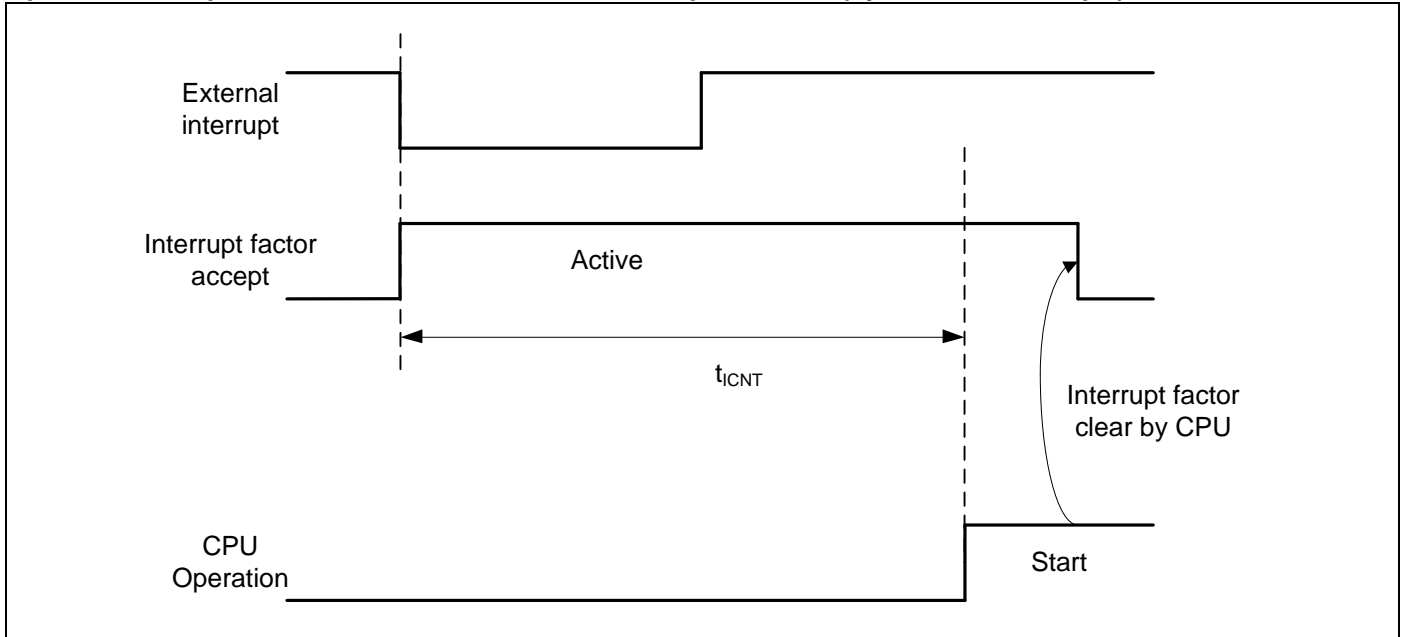 External
interrupt
Interrupt factor
accept
Active
tICNT
Interrupt factor
clear by CPU
CPU
Operation
Start